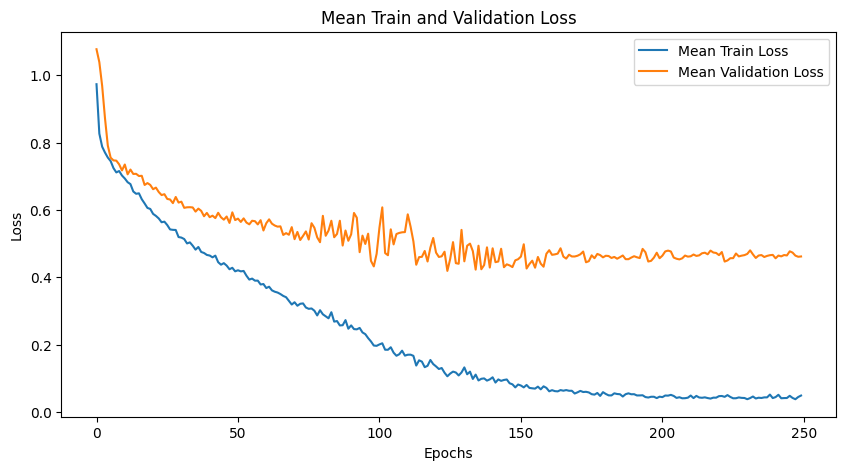 Mean Train and Validation Loss
Mean Train Loss
Mean Validation Loss
Loss
1.0
0.8
0.6
0.4
0.2
0.0
0
50
100
150
200
250
Epochs